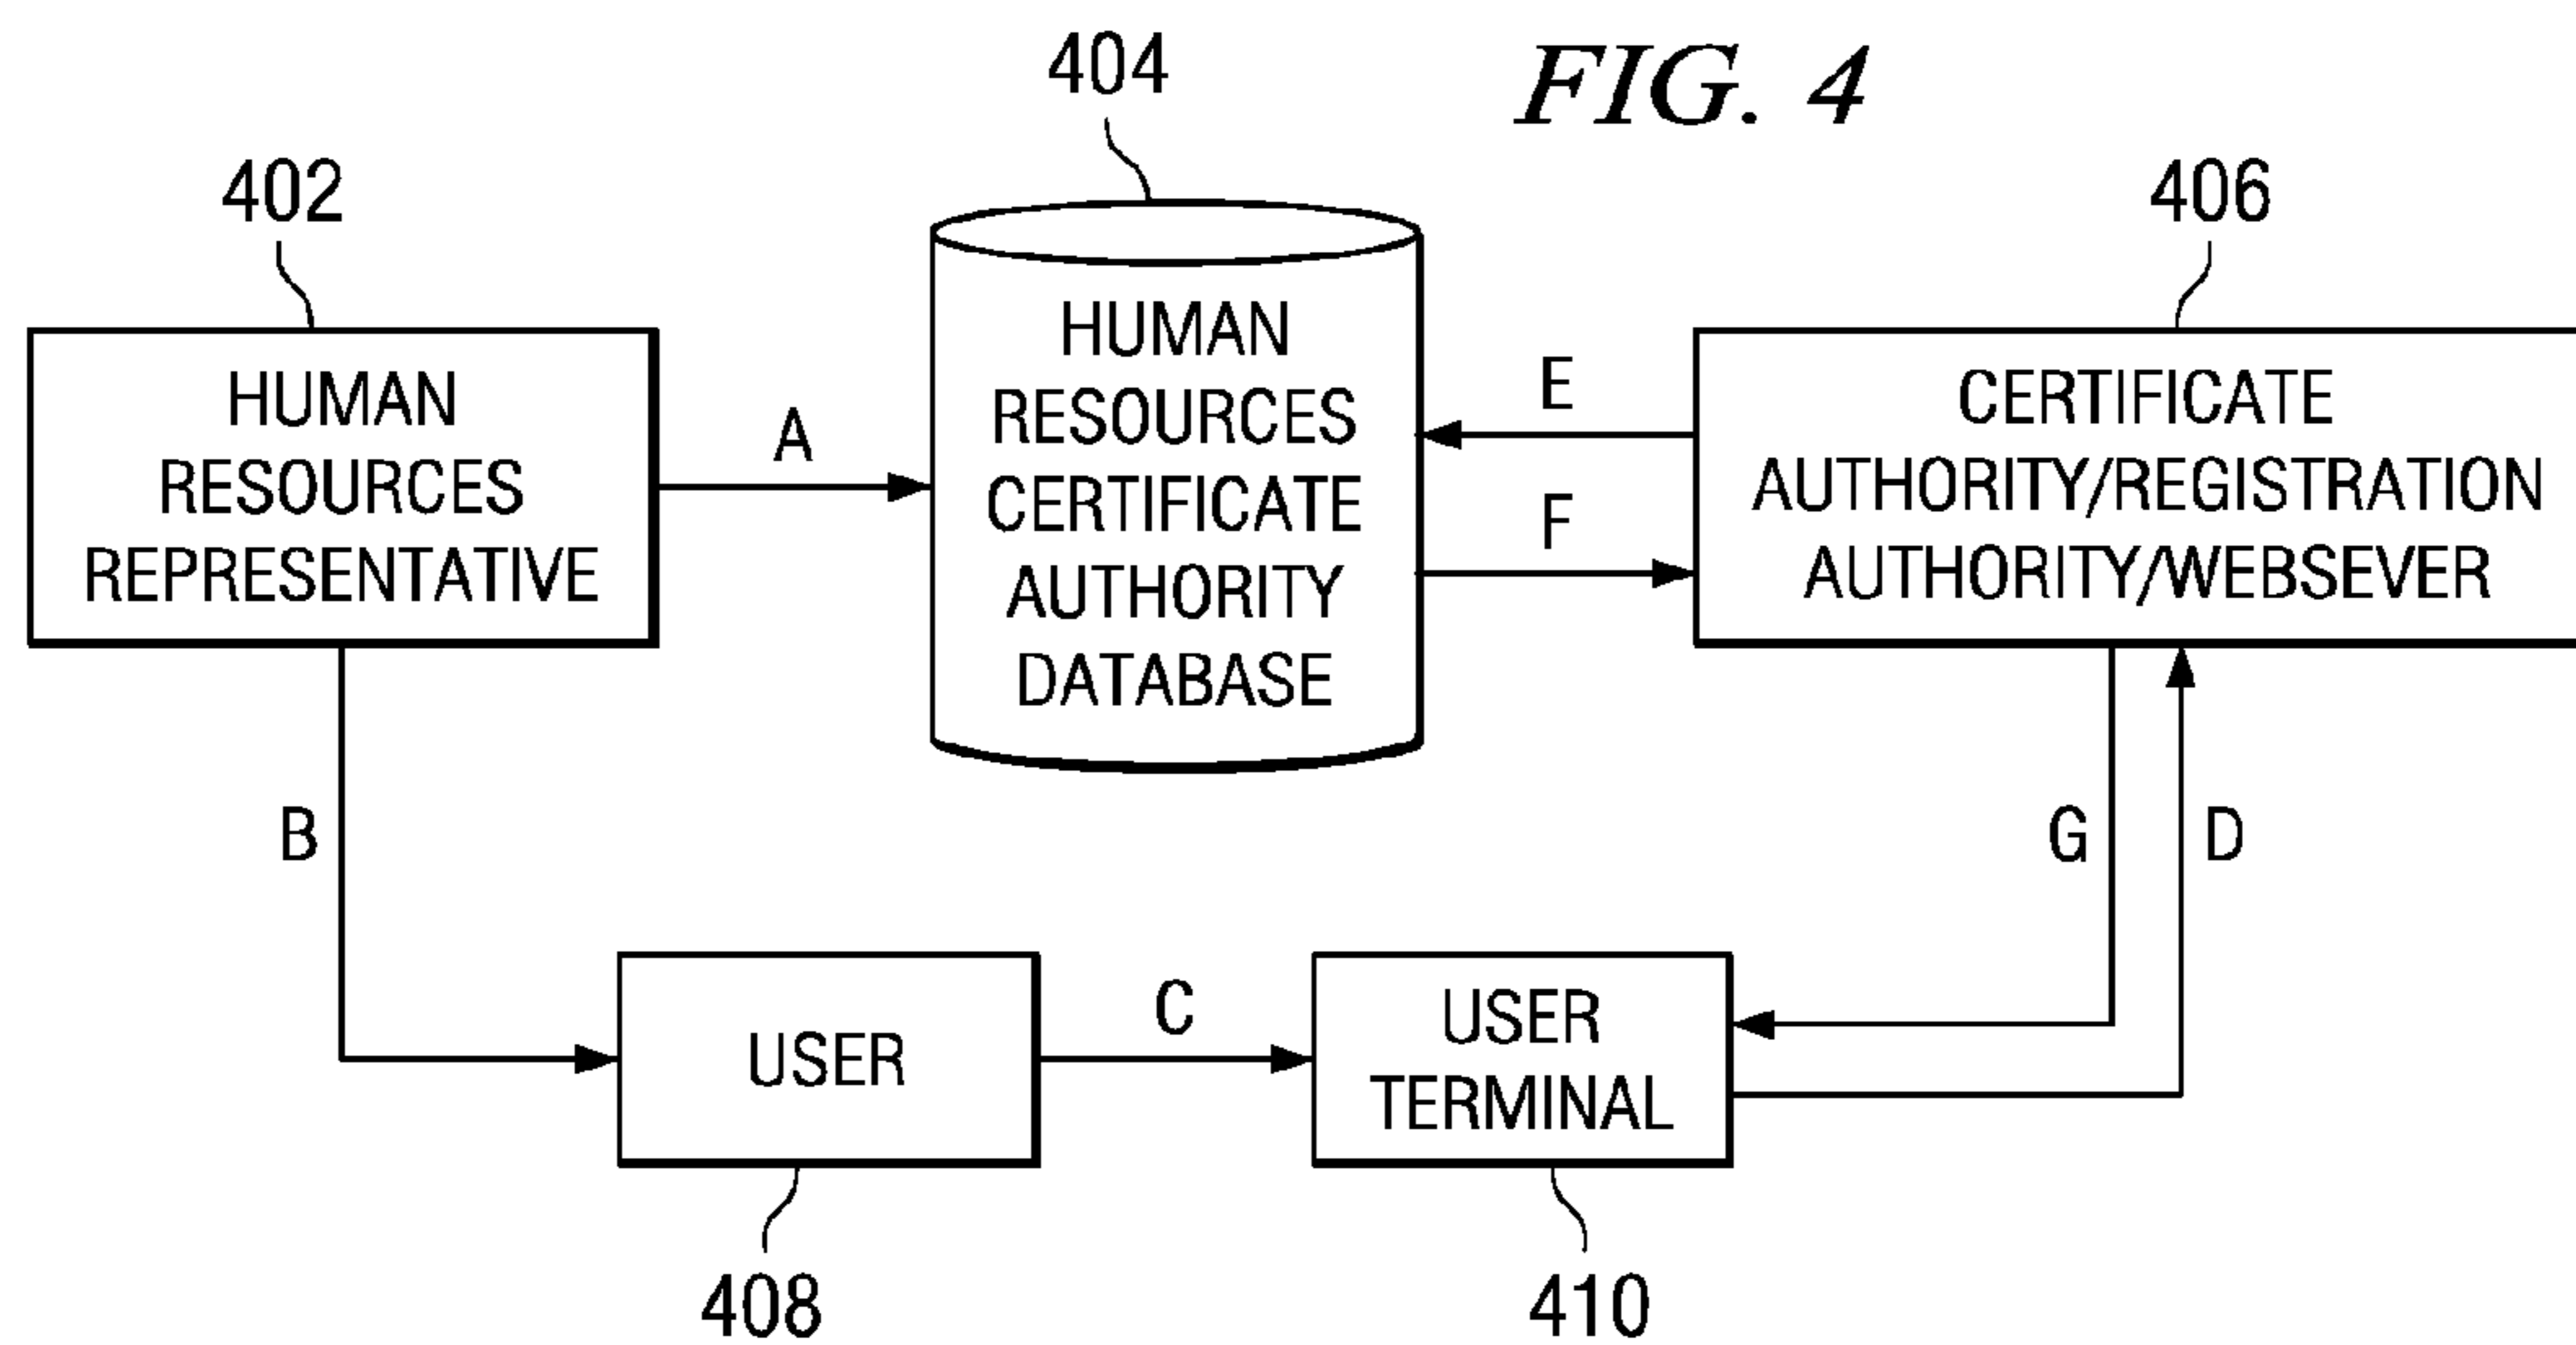 404
FIG. 4
402
406
HUMAN
RESOURCES
REPRESENTATIVE
A
HUMAN
RESOURCES
CERTIFICATE
AUTHORITY
DATABASE
E
F
CERTIFICATE
AUTHORITY/REGISTRATION
AUTHORITY/WEBSEVER
B
G
D
USER
C
USER
TERMINAL
408
410